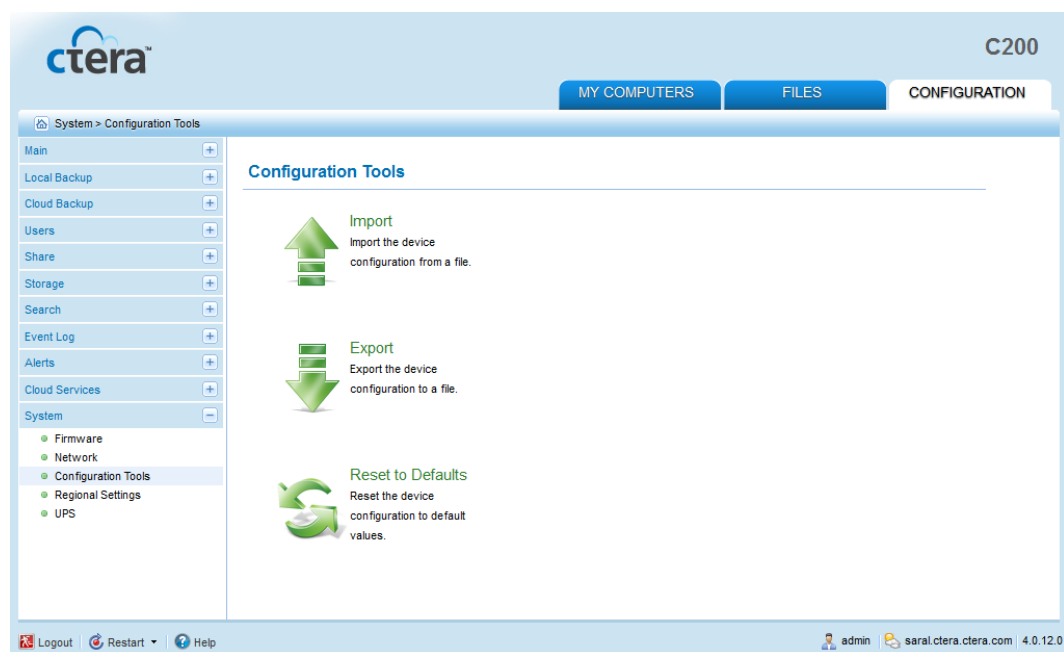 ctera™
C200
MY COMPUTERS
FILES
CONFIGURATION
System > Configuration Tools
Main
Local Backup
Cloud Backup
Users
Share
Storage
Search
Event Log
Alerts
Cloud Services
System
Firmware
Network
Configuration Tools
Regional Settings
UPS
Configuration Tools
Import
Import the device
configuration from a file.
Export
Export the device
configuration to a file.
Reset to Defaults
Reset the device
configuration to default
values.
Logout
Restart
Help
admin
saral.ctera.ctera.com
4.0.12.0